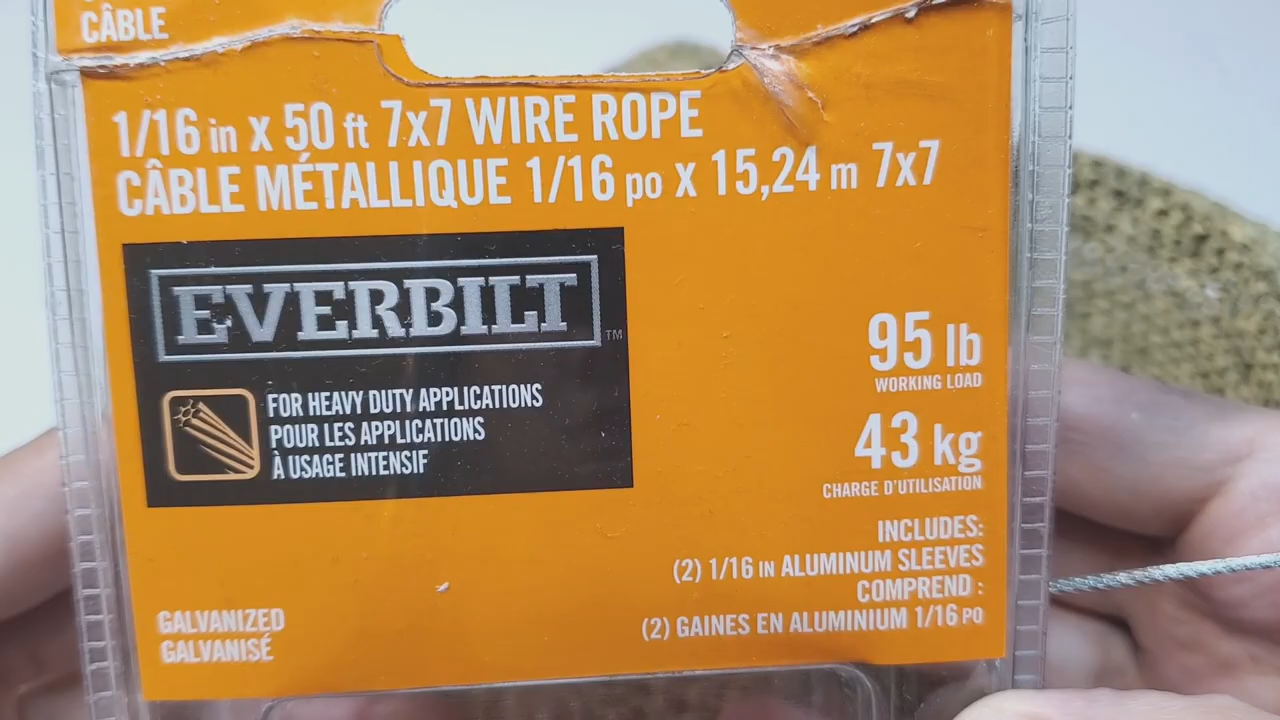 CÂBLE
1/16 in x 50 ft 7x7 WIRE ROPE
CÂBLE MÉTALLIQUE 1/16 po x 15,24 m 7x7
EVERBILT™
FOR HEAVY DUTY APPLICATIONS
POUR LES APPLICATIONS
À USAGE INTENSIF
95 lb
WORKING LOAD
43 kg
CHARGE D'UTILISATION
INCLUDES:
(2) 1/16 IN ALUMINUM SLEEVES
COMPREND :
(2) GAINES EN ALUMINIUM 1/16 PO
GALVANIZED
GALVANISÉ